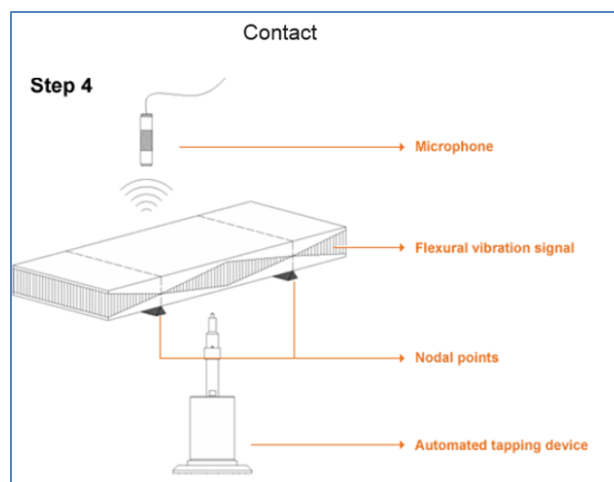 Contact
Step 4
Microphone
Flexural vibration signal
Nodal points
Automated tapping device